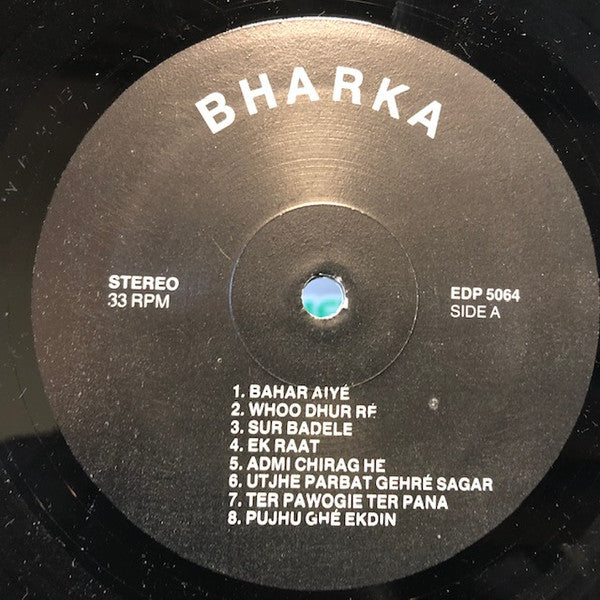 BHARKA
STEREO
33 RPM
EDP 5064
SIDE A
1. BAHAR AIYÉ
2. WHOO DHUR RÉ
3. SUR BADELE
4. EK RAAT
5. ADMI CHIRAG HE
6. UTJHE PARBAT GEHRÉ SAGAR
7. TER PAWOGIE TER PANA
8. PUJHU GHÉ EKDIN